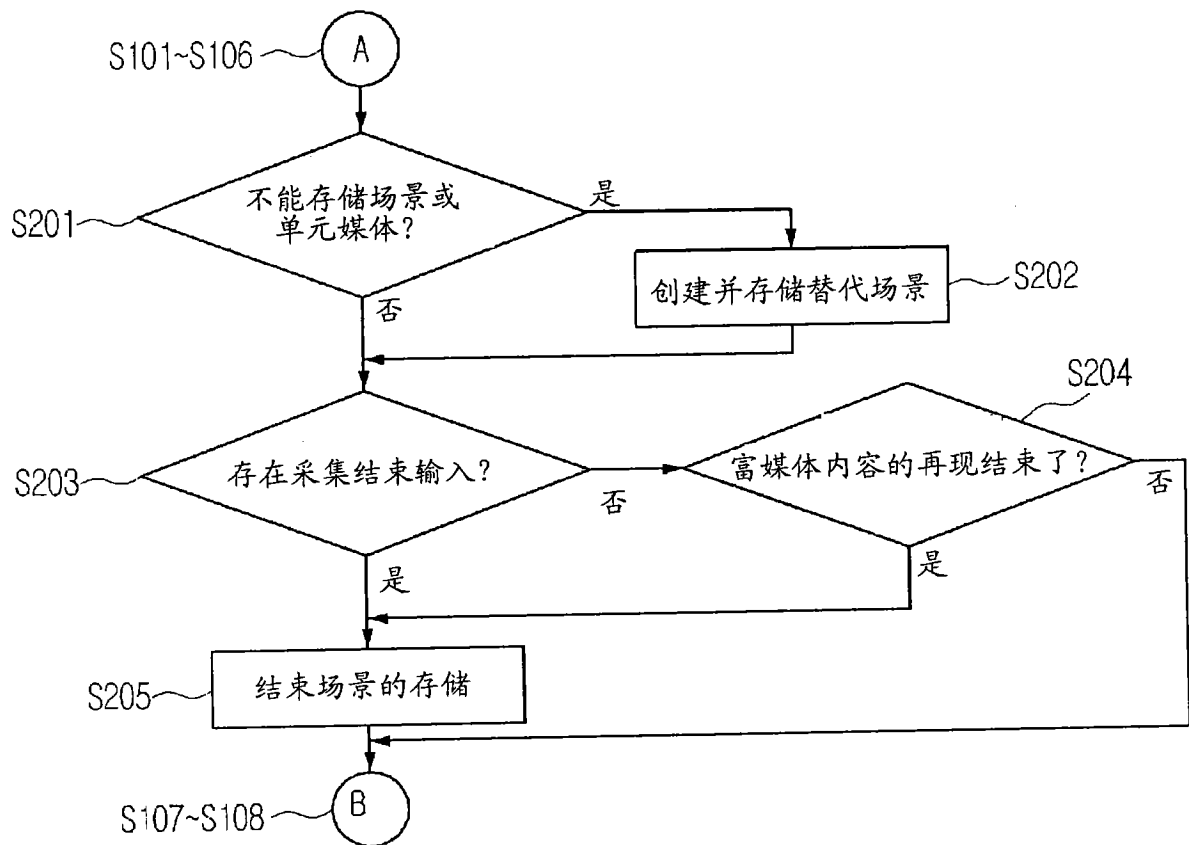 S101~S106
A
S201
不能存储场景或
单元媒体?
是
否
创建并存储替代场景
S202
S203
存在采集结束输入?
否
是
S204
富媒体内容的再现结束了?
否
是
S205
结束场景的存储
S107~S108
B